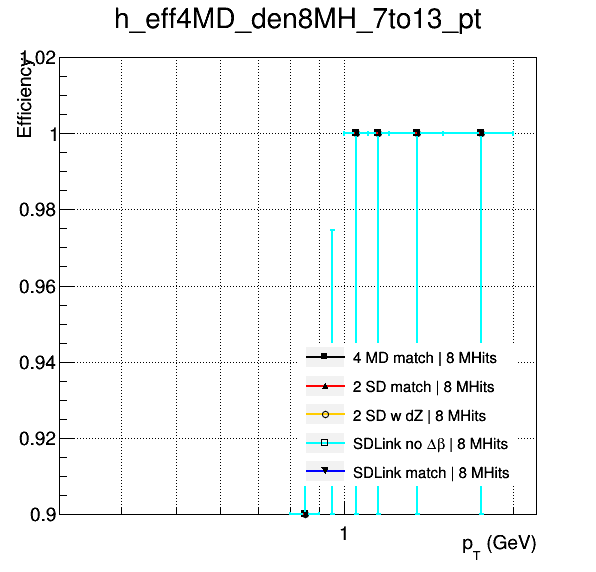 h_eff4MD_den8MH_7to13_pt
Efficiency
1.02
1
0.98
0.96
0.94
0.92
0.9
4 MD match | 8 MHits
2 SD match | 8 MHits
2 SD w dZ | 8 MHits
SDLink no Δβ | 8 MHits
SDLink match | 8 MHits
1
p_T (GeV)